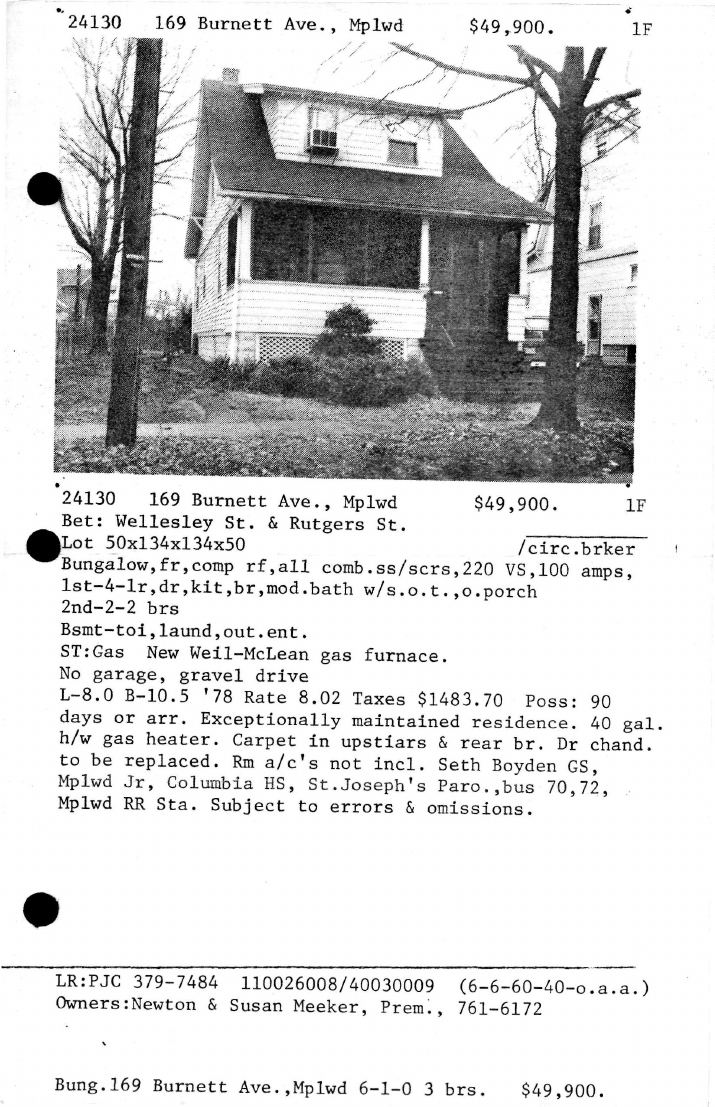 24130 169 Burnett Ave., Mplwd $49,900. 1F
24130 169 Burnett Ave., Mplwd $49,900. 1F
Bet: Wellesley St. & Rutgers St.
Lot 50x134x134x50 /circ.brker
Bungalow,fr,comp rf,all comb.ss/scrs,220 VS,100 amps,
1st-4-lr,dr,kit,br,mod.bath w/s.o.t.,o.porch
2nd-2-2 brs
Bsmt-toi,laund,out.ent.
ST:Gas New Weil-McLean gas furnace.
No garage, gravel drive
L-8.0 B-10.5 '78 Rate 8.02 Taxes $1483.70 Poss: 90
days or arr. Exceptionally maintained residence. 40 gal.
h/w gas heater. Carpet in upstiars & rear br. Dr chand.
to be replaced. Rm a/c's not incl. Seth Boyden GS,
Mplwd Jr, Columbia HS, St.Joseph's Paro.,bus 70,72,
Mplwd RR Sta. Subject to errors & omissions.
LR:PJC 379-7484 110026008/40030009 (6-6-60-40-o.a.a.)
Owners:Newton & Susan Meeker, Prem., 761-6172
Bung.169 Burnett Ave.,Mplwd 6-1-0 3 brs. $49,900.